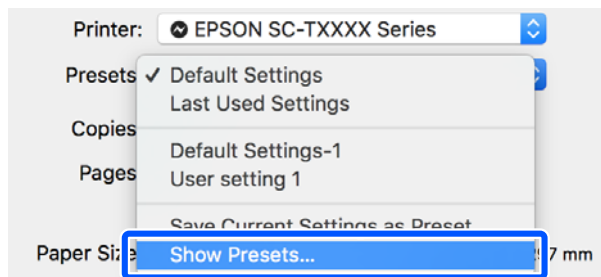 Printer: EPSON SC-TXXXX Series
Presets ✓ Default Settings
Last Used Settings
Copies
Default Settings-1
Pages
User setting 1
Save Current Settings as Preset
Paper Size
Show Presets...
7 mm